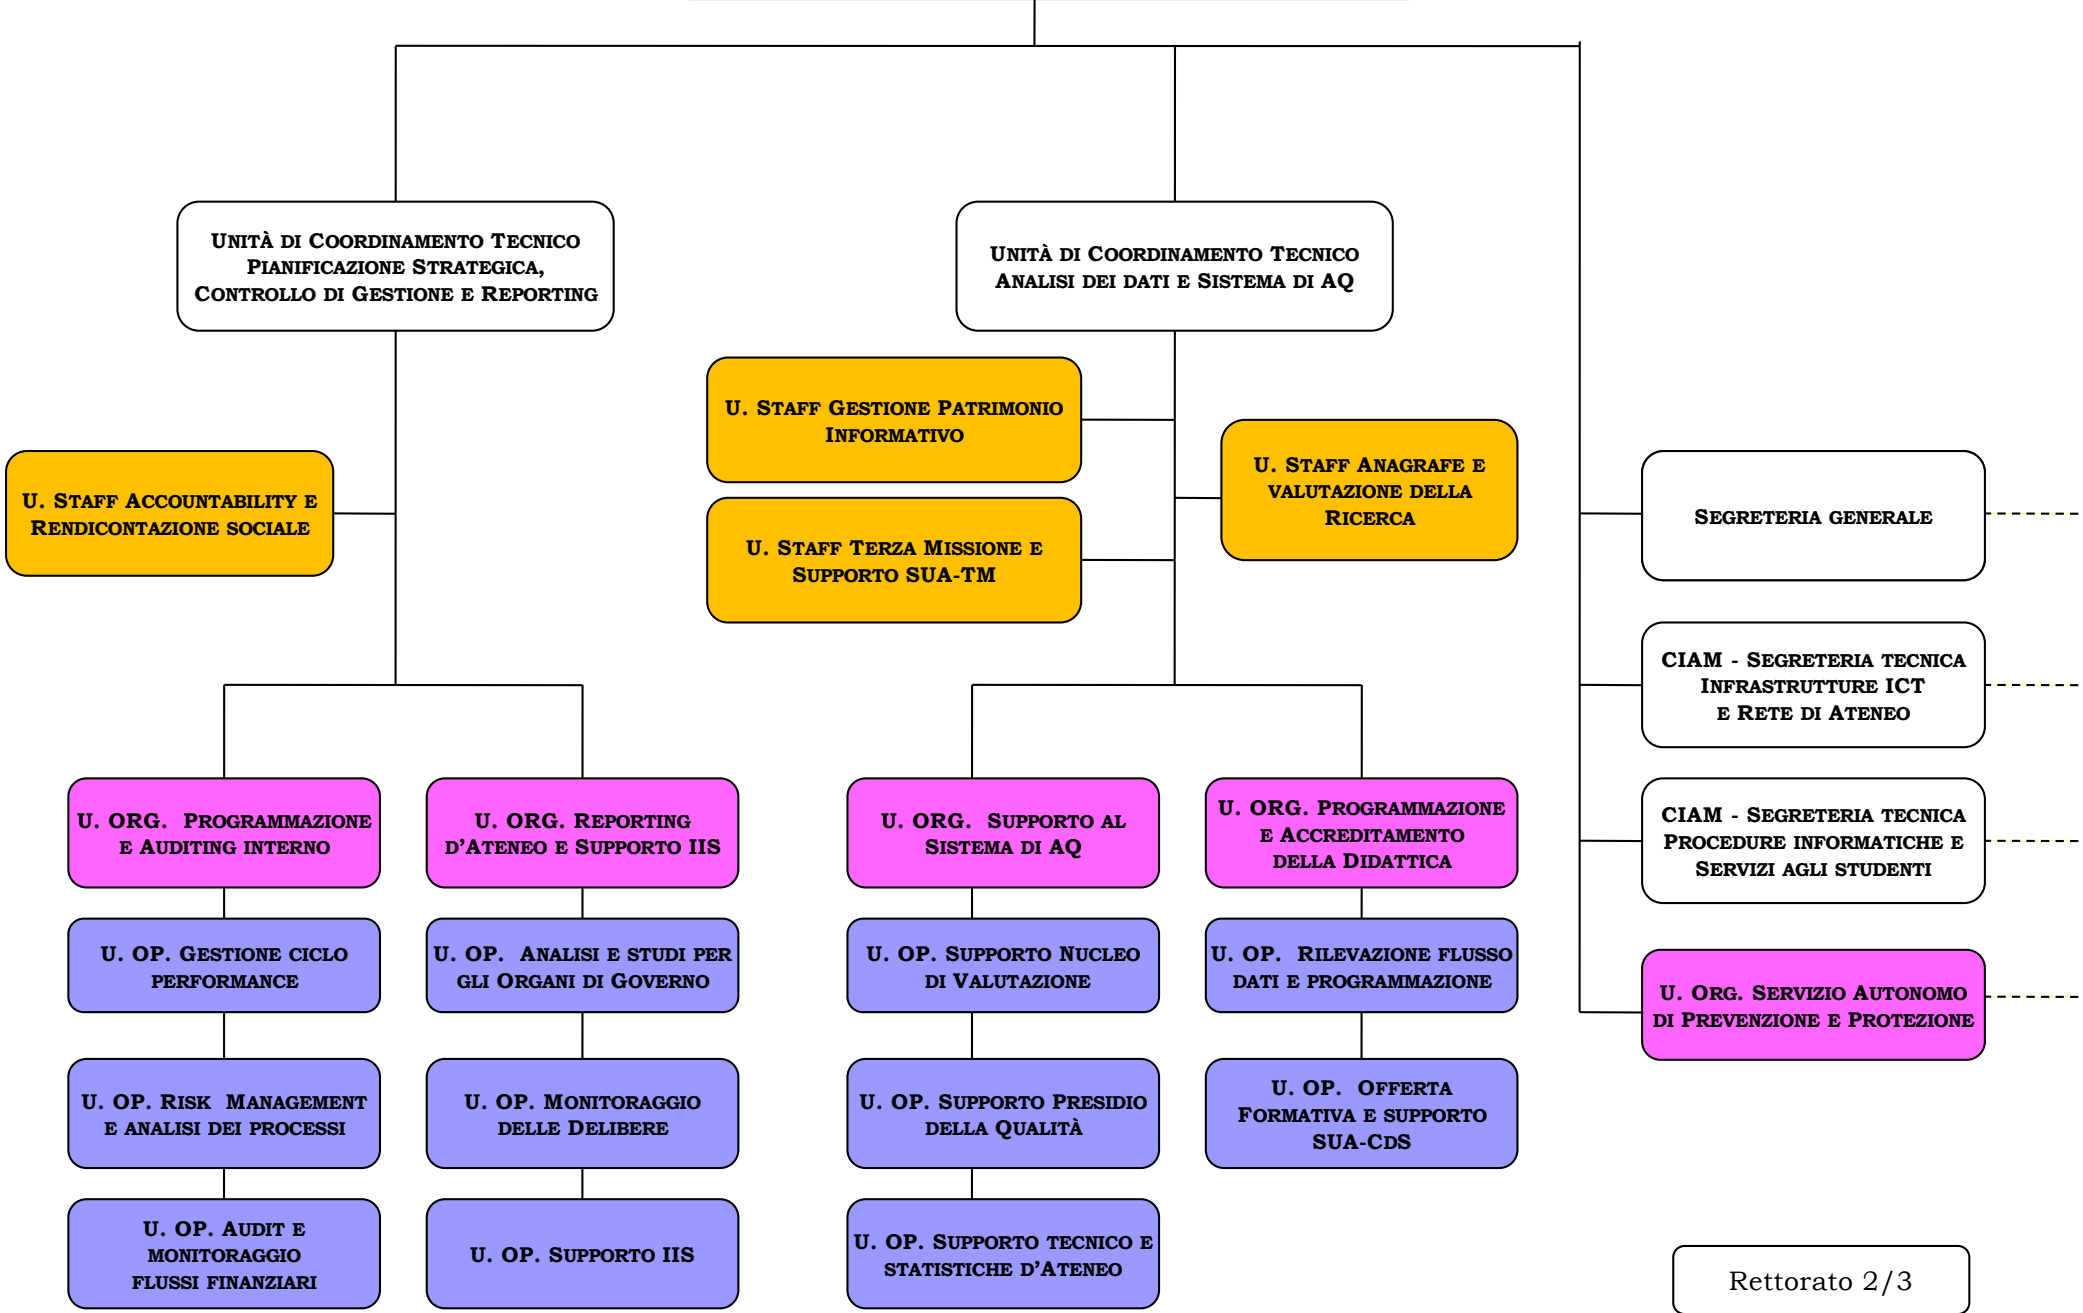 Unità di Coordinamento Tecnico
Pianificazione Strategica,
Controllo di Gestione e Reporting
Unità di Coordinamento Tecnico
Analisi dei dati e Sistema di AQ
U. Staff Gestione Patrimonio
Informativo
U. Staff Anagrafe e
valutazione della
Ricerca
U. Staff Accountability e
Rendicontazione sociale
U. Staff Terza Missione e
Supporto SUA-TM
Segreteria generale
CIAM - Segreteria tecnica
Infrastrutture ICT
e Rete di Ateneo
CIAM - Segreteria tecnica
Procedure informatiche e
Servizi agli studenti
U. Org. Servizio Autonomo
di Prevenzione e Protezione
U. ORG. Programmazione
e Auditing interno
U. ORG. Reporting
d'Ateneo e Supporto IIS
U. ORG. Supporto al
Sistema di AQ
U. ORG. Programmazione
e Accreditamento
della Didattica
U. OP. Gestione ciclo
performance
U. OP. Analisi e studi per
gli Organi di Governo
U. OP. Supporto Nucleo
di Valutazione
U. OP. Rilevazione flusso
dati e programmazione
U. OP. Risk Management
e analisi dei processi
U. OP. Monitoraggio
delle Delibere
U. OP. Supporto Presidio
della Qualità
U. OP. Offerta
Formativa e supporto
SUA-CdS
U. OP. Audit e
monitoraggio
flussi finanziari
U. OP. Supporto IIS
U. OP. Supporto tecnico e
statistiche d'Ateneo
Rettorato 2/3